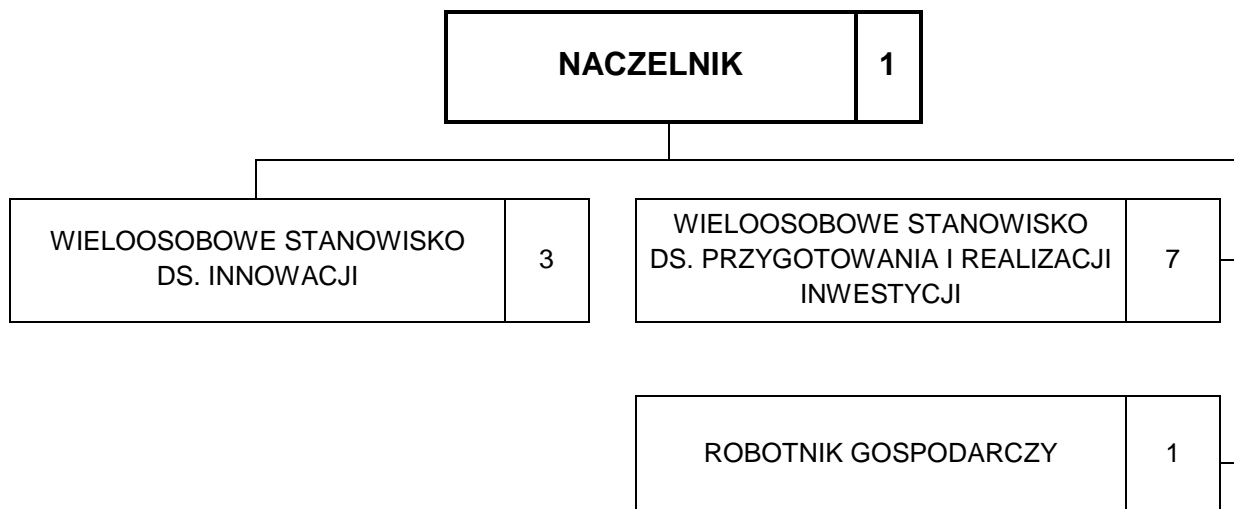 NACZELNIK 1
WIELOOSOBOWE STANOWISKO
DS. INNOWACJI
3
WIELOOSOBOWE STANOWISKO
DS. PRZYGOTOWANIA I REALIZACJI
INWESTYCJI
7
ROBOTNIK GOSPODARCZY 1